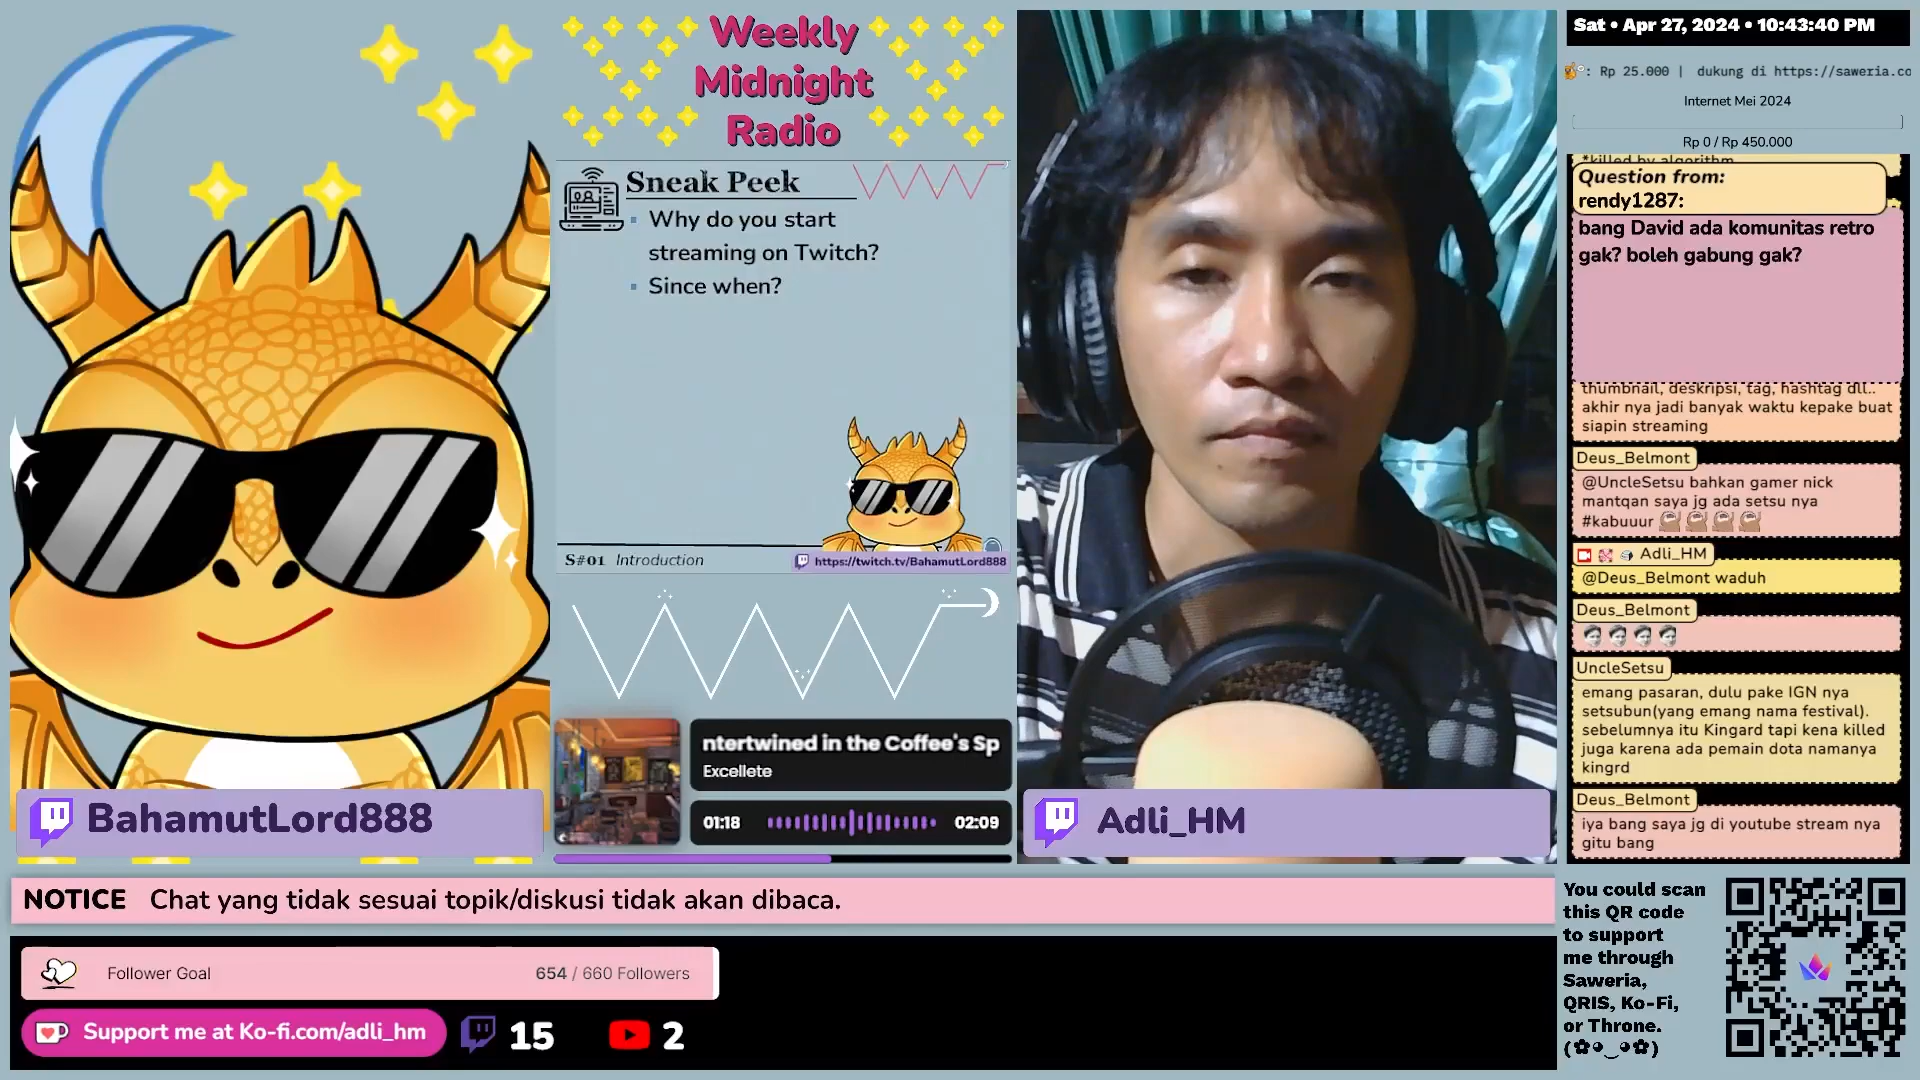 Weekly
Midnight
Radio
Sneak Peek
Why do you start
streaming on Twitch?
Since when?
S#01 Introduction
https://twitch.tv/BahamutLord888
ntertwined in the Coffee's Sp
Excellete
01:18
02:09
BahamutLord888
Adli_HM
Sat • Apr 27, 2024 • 10:43:40 PM
: Rp 25.000 | dukung di https://saweria.co
Internet Mei 2024
Rp 0 / Rp 450.000
*killed by algorithm
Question from:
rendy1287:
bang David ada komunitas retro
gak? boleh gabung gak?
thumbnail, deskripsi, tag, hashtag dll..
akhir nya jadi banyak waktu kepake buat
siapin streaming
Deus_Belmont
@UncleSetsu bahkan gamer nick
mantqan saya jg ada setsu nya
#kabuuur
Adli_HM
@Deus_Belmont waduh
Deus_Belmont
UncleSetsu
emang pasaran, dulu pake IGN nya
setsubun(yang emang nama festival).
sebelumnya itu Kingard tapi kena killed
juga karena ada pemain dota namanya
kingrd
Deus_Belmont
iya bang saya jg di youtube stream nya
gitu bang
NOTICE Chat yang tidak sesuai topik/diskusi tidak akan dibaca.
Follower Goal
654 / 660 Followers
Support me at Ko-fi.com/adli_hm
15
2
You could scan
this QR code
to support
me through
Saweria,
QRIS, Ko-Fi,
or Throne.
(✿◕‿◕✿)